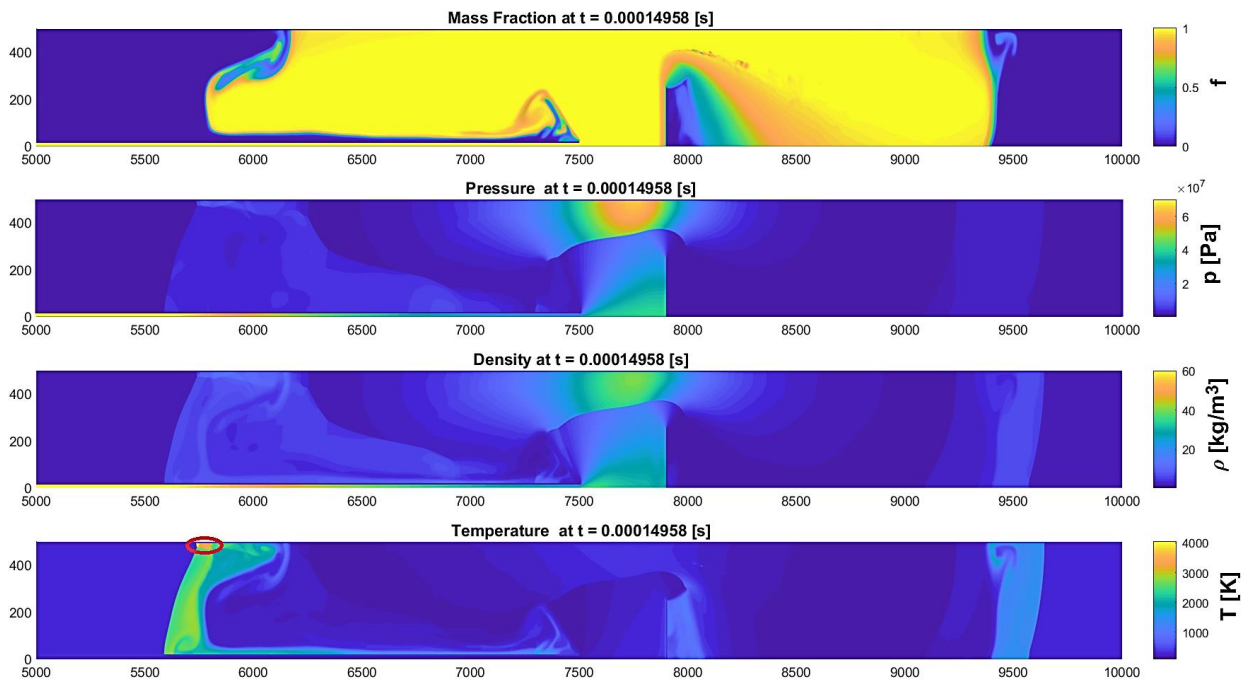 Mass Fraction at t = 0.00014958 [s]
400
200
0
5000 5500 6000 6500 7000 7500 8000 8500 9000 9500 10000
1
0.5
0
f
Pressure at t = 0.00014958 [s]
400
200
0
5000 5500 6000 6500 7000 7500 8000 8500 9000 9500 10000
×10⁷
6
4
2
p [Pa]
Density at t = 0.00014958 [s]
400
200
0
5000 5500 6000 6500 7000 7500 8000 8500 9000 9500 10000
60
40
20
ρ [kg/m³]
Temperature at t = 0.00014958 [s]
400
200
0
5000 5500 6000 6500 7000 7500 8000 8500 9000 9500 10000
4000
3000
2000
1000
T [K]